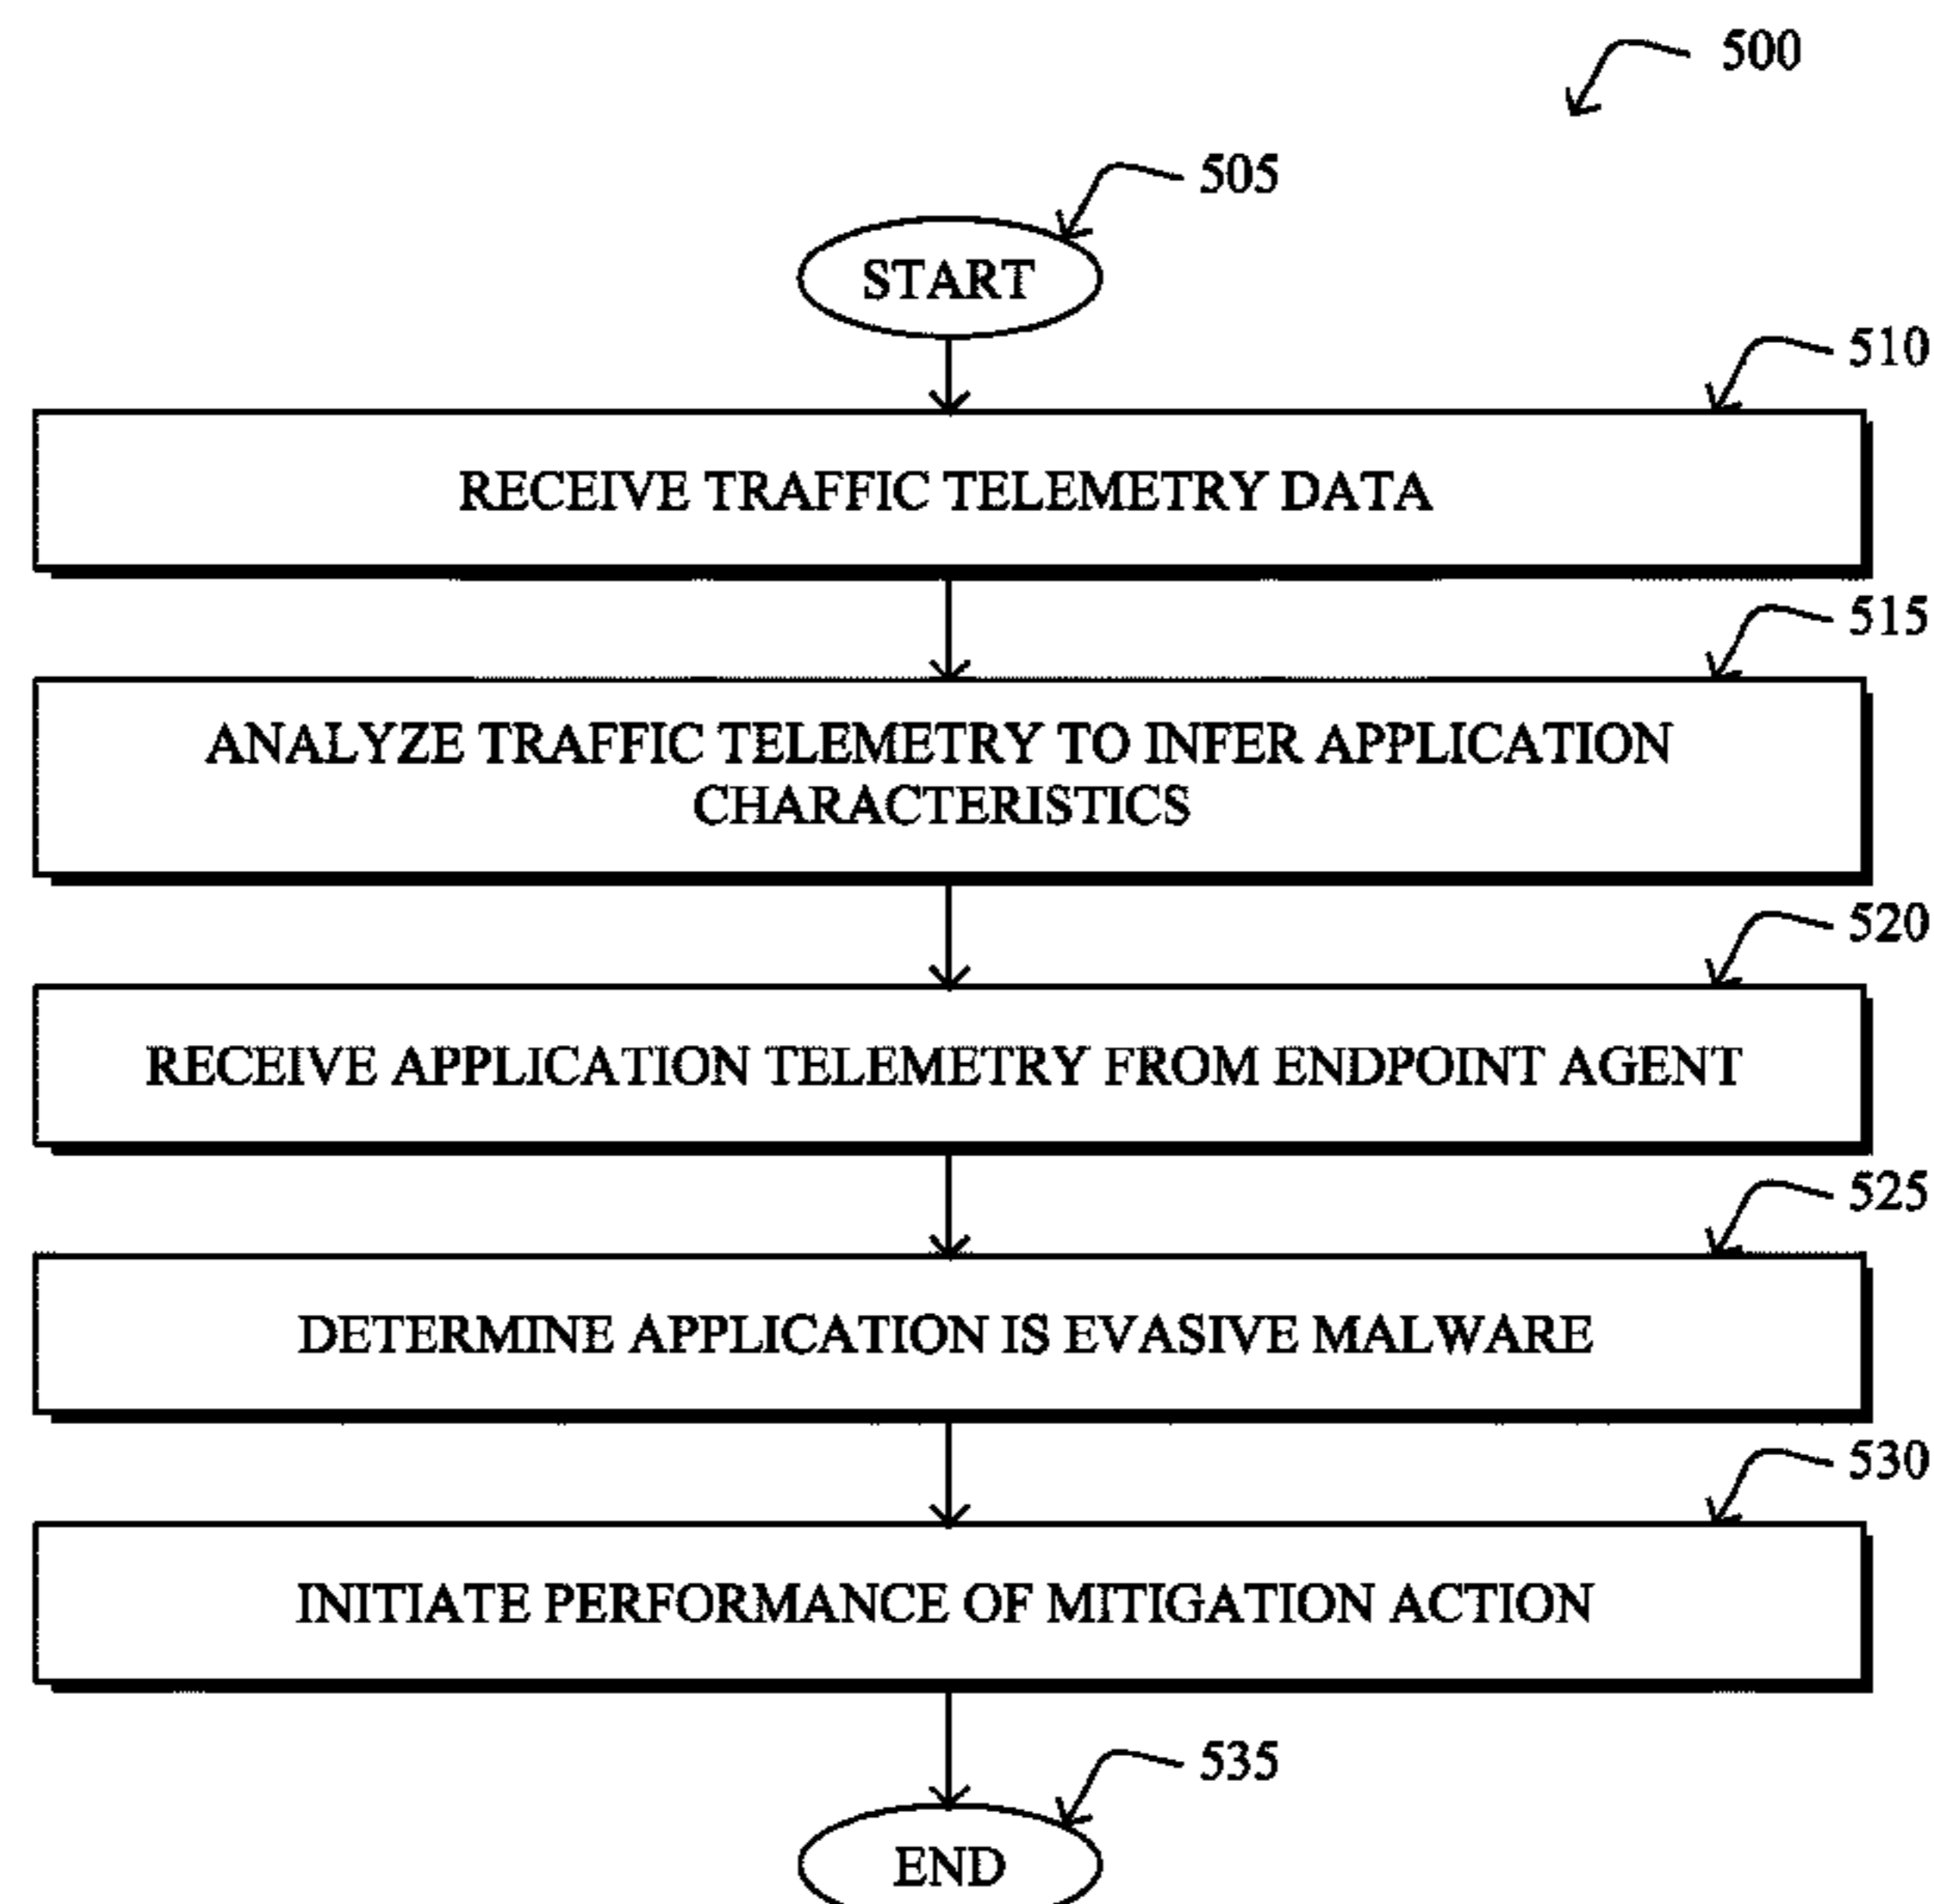 500
505
START
510
RECEIVE TRAFFIC TELEMETRY DATA
515
ANALYZE TRAFFIC TELEMETRY TO INFER APPLICATION
CHARACTERISTICS
520
RECEIVE APPLICATION TELEMETRY FROM ENDPOINT AGENT
525
DETERMINE APPLICATION IS EVASIVE MALWARE
530
INITIATE PERFORMANCE OF MITIGATION ACTION
535
END